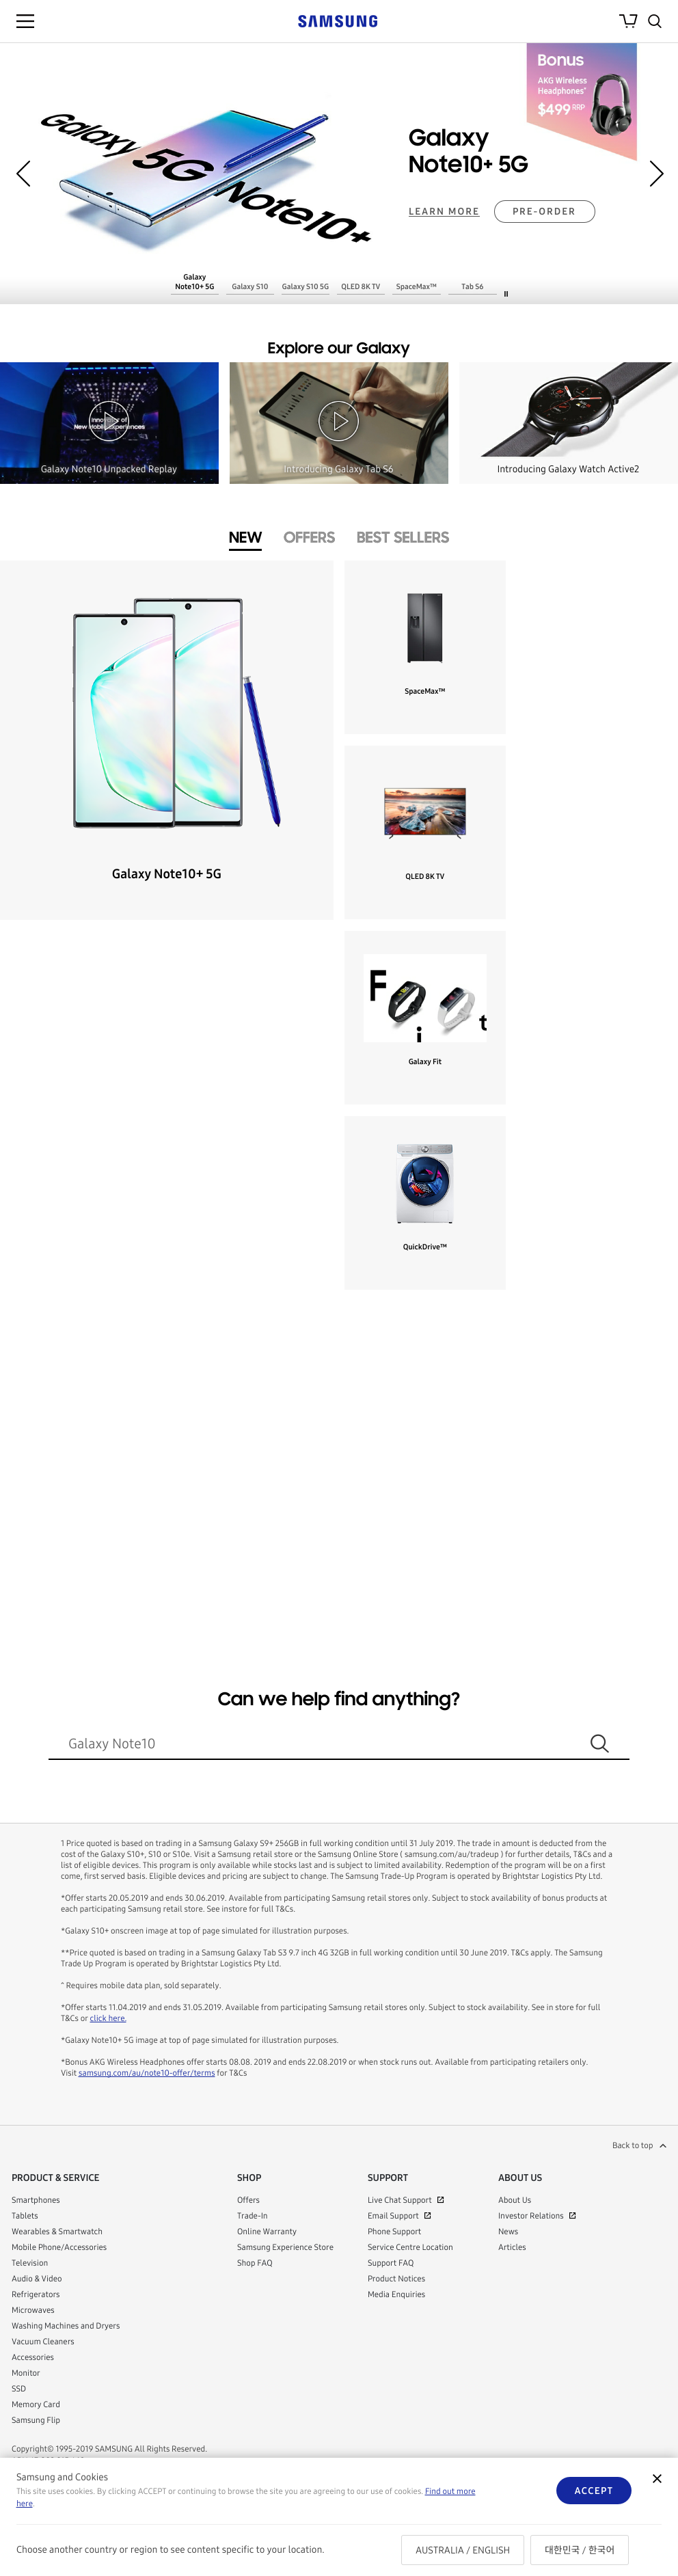 SAMSUNG
Bonus
AKG Wireless
Headphones*
$499 RRP
Galaxy 5G Note10+
Galaxy
Note10+ 5G
LEARN MORE
PRE-ORDER
Galaxy
Note10+ 5G
Galaxy S10
Galaxy S10 5G
QLED 8K TV
SpaceMax™
Tab S6
Explore our Galaxy
New Mobile Experiences
Galaxy Note10 Unpacked Replay
Introducing Galaxy Tab S6
Introducing Galaxy Watch Active2
NEW
OFFERS
BEST SELLERS
Galaxy Note10+ 5G
SpaceMax™
QLED 8K TV
Fit
Galaxy Fit
QuickDrive™
Can we help find anything?
Galaxy Note10
1 Price quoted is based on trading in a Samsung Galaxy S9+ 256GB in full working condition until 31 July 2019. The trade in amount is deducted from the
cost of the Galaxy S10+, S10 or S10e. Visit a Samsung retail store or the Samsung Online Store ( samsung.com/au/tradeup ) for further details, T&Cs and a
list of eligible devices. This program is only available while stocks last and is subject to limited availability. Redemption of the program will be on a first
come, first served basis. Eligible devices and pricing are subject to change. The Samsung Trade-Up Program is operated by Brightstar Logistics Pty Ltd.
*Offer starts 20.05.2019 and ends 30.06.2019. Available from participating Samsung retail stores only. Subject to stock availability of bonus products at
each participating Samsung retail store. See instore for full T&Cs.
*Galaxy S10+ onscreen image at top of page simulated for illustration purposes.
**Price quoted is based on trading in a Samsung Galaxy Tab S3 9.7 inch 4G 32GB in full working condition until 30 June 2019. T&Cs apply. The Samsung
Trade Up Program is operated by Brightstar Logistics Pty Ltd.
^ Requires mobile data plan, sold separately.
*Offer starts 11.04.2019 and ends 31.05.2019. Available from participating Samsung retail stores only. Subject to stock availability. See in store for full
T&Cs or click here.
*Galaxy Note10+ 5G image at top of page simulated for illustration purposes.
*Bonus AKG Wireless Headphones offer starts 08.08. 2019 and ends 22.08.2019 or when stock runs out. Available from participating retailers only.
Visit samsung.com/au/note10-offer/terms for T&Cs
Back to top
PRODUCT & SERVICE
Smartphones
Tablets
Wearables & Smartwatch
Mobile Phone/Accessories
Television
Audio & Video
Refrigerators
Microwaves
Washing Machines and Dryers
Vacuum Cleaners
Accessories
Monitor
SSD
Memory Card
Samsung Flip
SHOP
Offers
Trade-In
Online Warranty
Samsung Experience Store
Shop FAQ
SUPPORT
Live Chat Support
Email Support
Phone Support
Service Centre Location
Support FAQ
Product Notices
Media Enquiries
ABOUT US
About Us
Investor Relations
News
Articles
Copyright© 1995-2019 SAMSUNG All Rights Reserved.
Samsung and Cookies
This site uses cookies. By clicking ACCEPT or continuing to browse the site you are agreeing to our use of cookies. Find out more
here.
ACCEPT
Choose another country or region to see content specific to your location.
AUSTRALIA / ENGLISH
대한민국 / 한국어